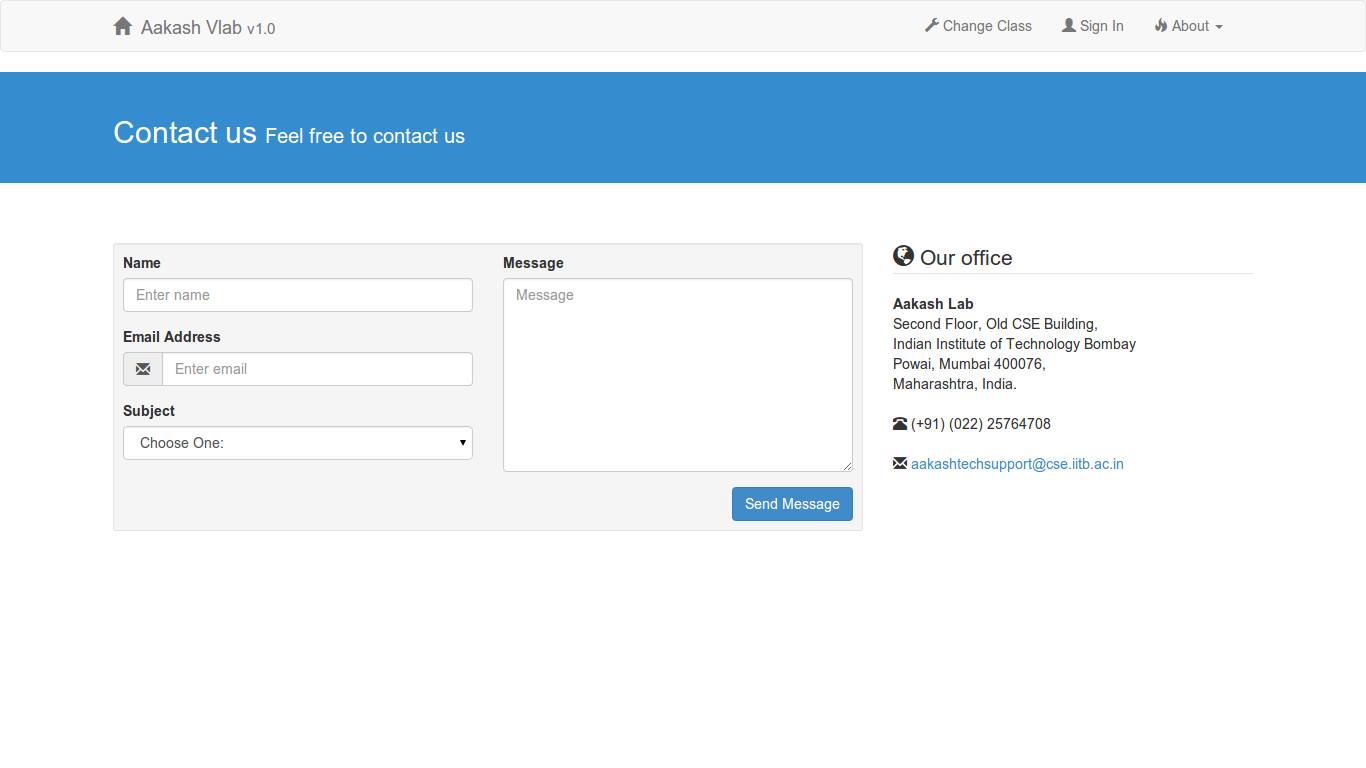 Aakash Vlab v1.0
Change Class
Sign In
About
Contact us Feel free to contact us
Name
Enter name
Email Address
Enter email
Subject
Choose One:
Message
Message
Send Message
Our office
Aakash Lab
Second Floor, Old CSE Building,
Indian Institute of Technology Bombay
Powai, Mumbai 400076,
Maharashtra, India.
(+91) (022) 25764708
aakashtechsupport@cse.iitb.ac.in